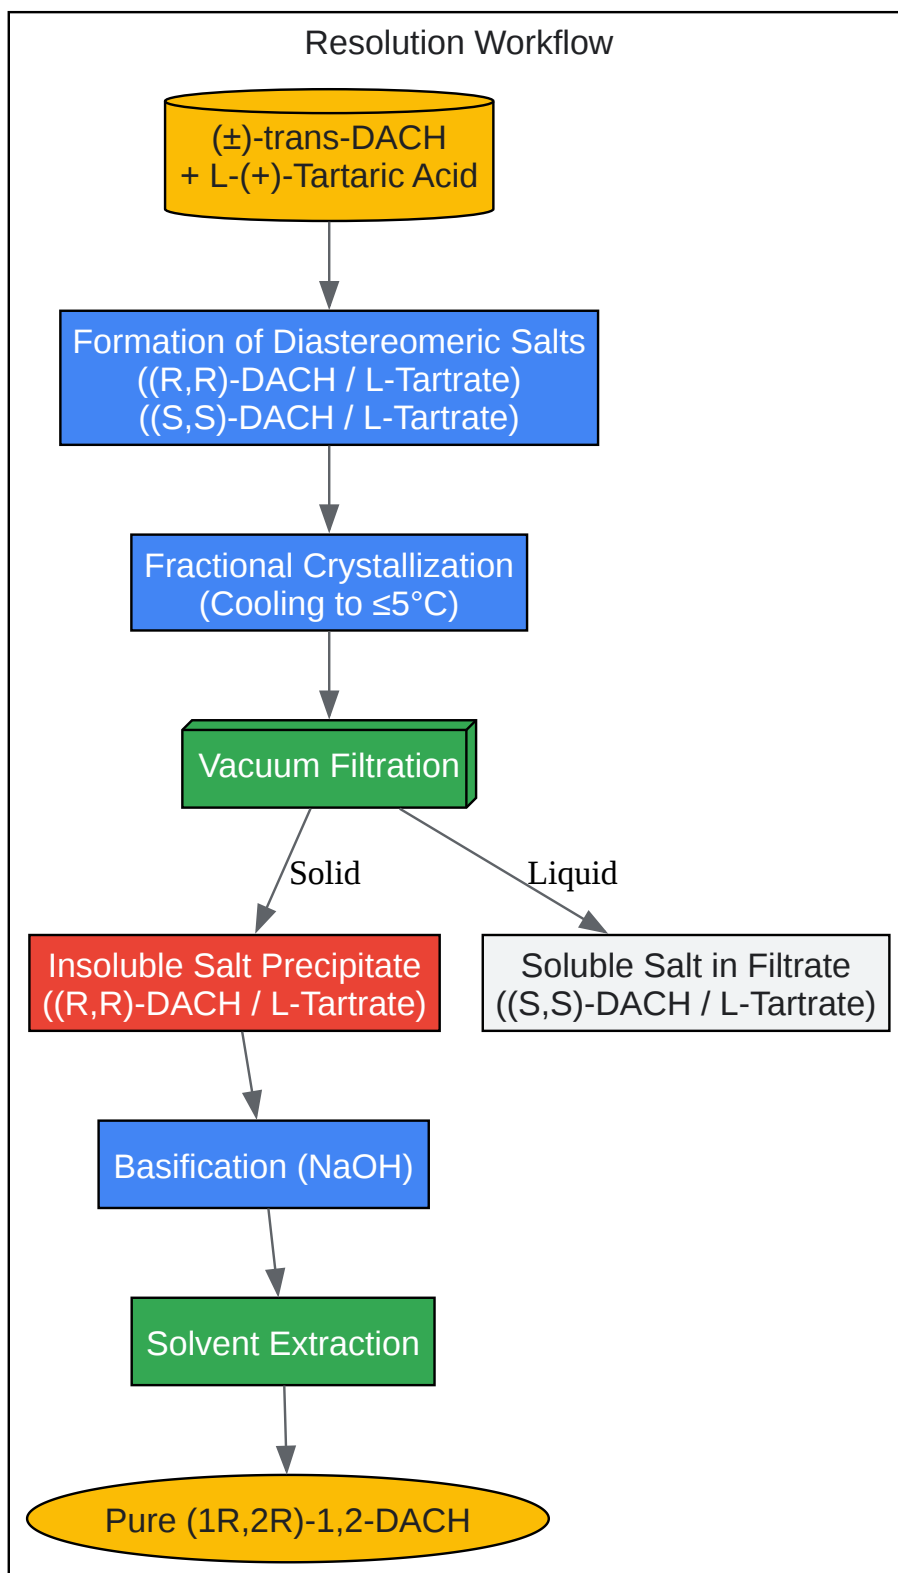 Resolution Workflow
(±)-trans-DACH
+ L-(+)-Tartaric Acid
Formation of Diastereomeric Salts
((R,R)-DACH / L-Tartrate)
((S,S)-DACH / L-Tartrate)
Fractional Crystallization
(Cooling to ≤5°C)
Vacuum Filtration
Solid
Liquid
Insoluble Salt Precipitate
((R,R)-DACH / L-Tartrate)
Soluble Salt in Filtrate
((S,S)-DACH / L-Tartrate)
Basification (NaOH)
Solvent Extraction
Pure (1R,2R)-1,2-DACH